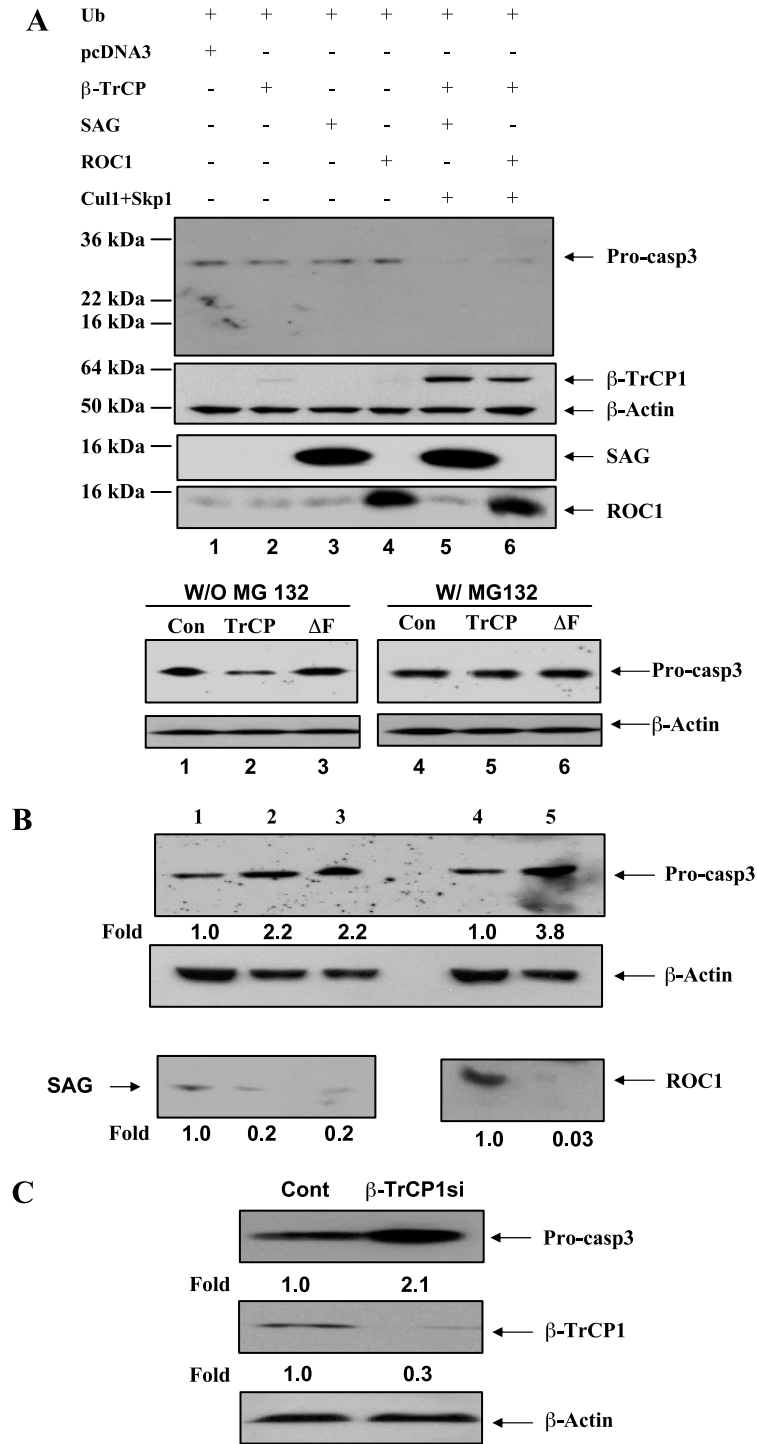 A
Ub + + + + + +
pcDNA3 + - - - - -
β-TrCP - + - - + +
SAG - - + - + -
ROC1 - - - + - +
Cul1+Skp1 - - - - + +
36 kDa
Pro-casp3
22 kDa
16 kDa
64 kDa
β-TrCP1
50 kDa
β-Actin
16 kDa
SAG
16 kDa
ROC1
1 2 3 4 5 6
W/O MG 132 W/ MG132
Con TrCP ΔF Con TrCP ΔF
Pro-casp3
β-Actin
1 2 3 4 5 6
B
1 2 3 4 5
Pro-casp3
Fold 1.0 2.2 2.2 1.0 3.8
β-Actin
SAG ROC1
Fold 1.0 0.2 0.2 1.0 0.03
C
Cont β-TrCP1si
Pro-casp3
Fold 1.0 2.1
β-TrCP1
Fold 1.0 0.3
β-Actin